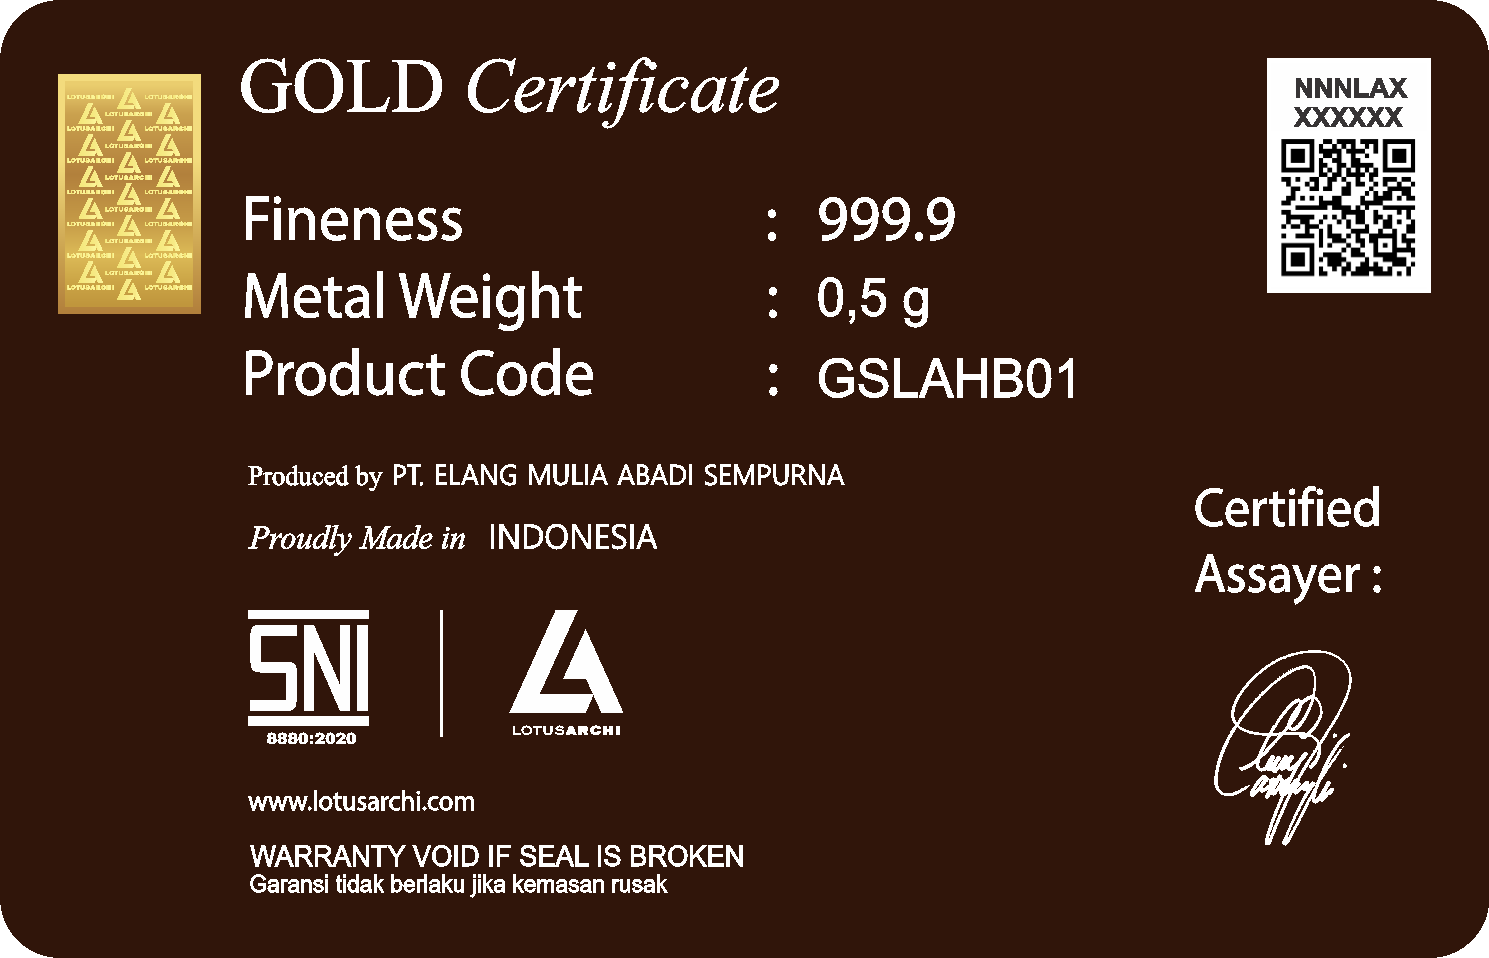 GOLD Certificate
NNNLAX
XXXXXX
Fineness : 999.9
Metal Weight : 0,5 g
Product Code : GSLAHB01
Produced by PT. ELANG MULIA ABADI SEMPURNA
Proudly Made in INDONESIA
Certified
Assayer :
SNI
8880:2020
LOTUSARCHI
www.lotusarchi.com
WARRANTY VOID IF SEAL IS BROKEN
Garansi tidak berlaku jika kemasan rusak